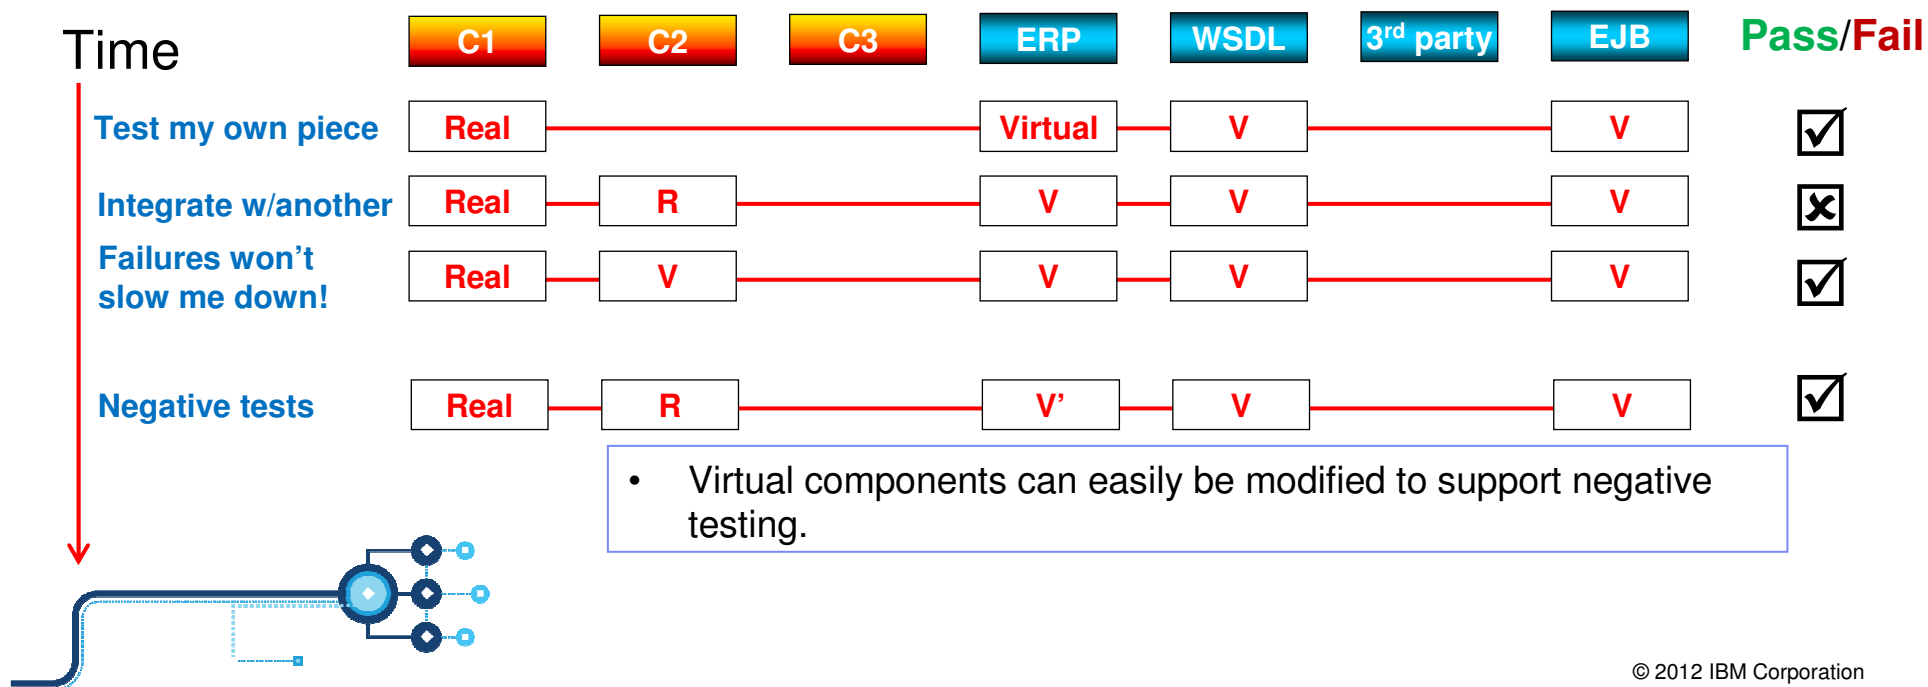 Time C1 C2 C3 ERP WSDL 3rd party EJB Pass/Fail
Test my own piece Real Virtual V V
Integrate w/another Real R V V V
Failures won't
slow me down! Real V V V V
Negative tests Real R V’ V V
• Virtual components can easily be modified to support negative
testing.
© 2012 IBM Corporation